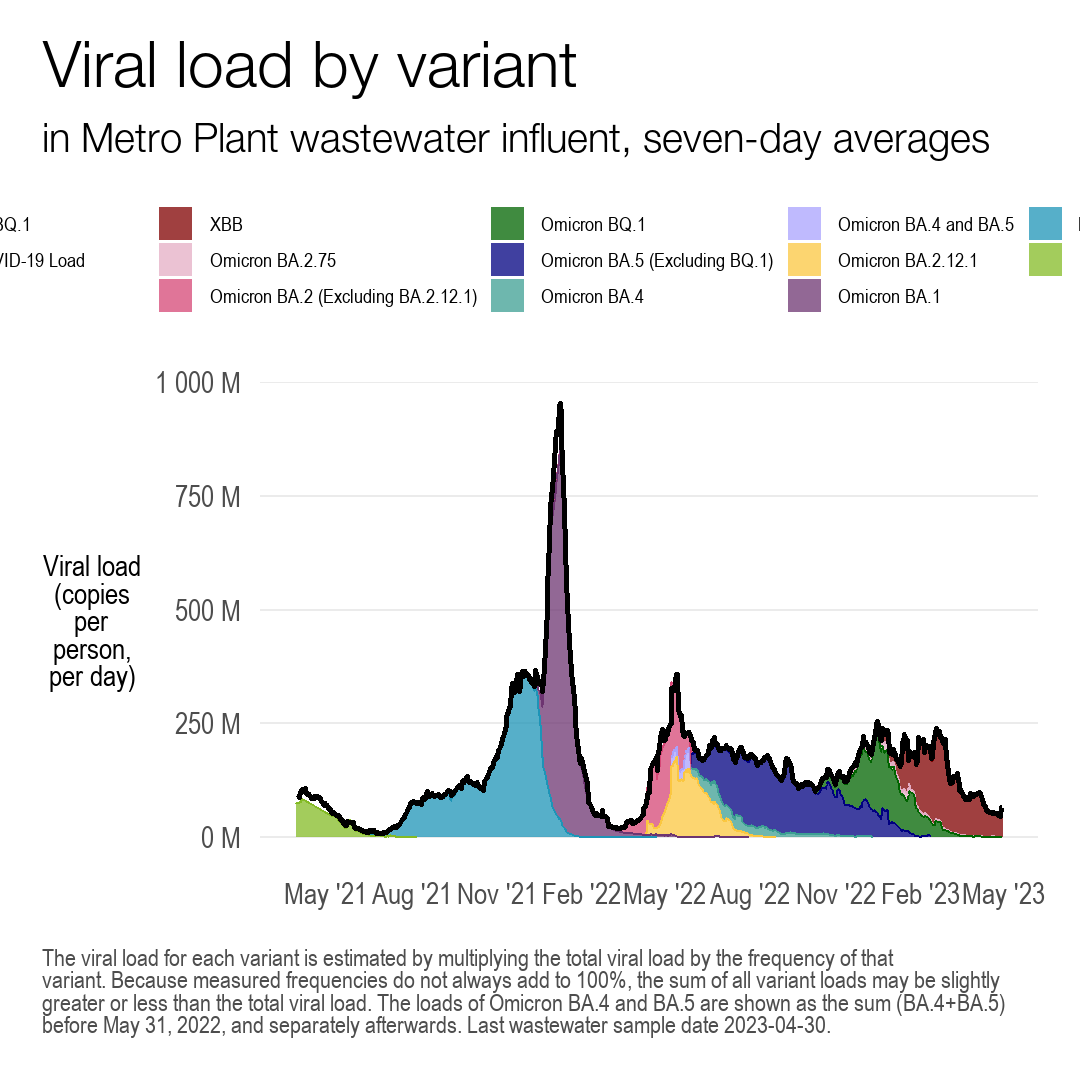 Viral load by variant
in Metro Plant wastewater influent, seven-day averages
BQ.1 XBB Omicron BQ.1 Omicron BA.4 and BA.5
VID-19 Load Omicron BA.2.75 Omicron BA.5 (Excluding BQ.1) Omicron BA.2.12.1
Omicron BA.2 (Excluding BA.2.12.1) Omicron BA.4 Omicron BA.1
1 000 M
750 M
500 M
250 M
0 M
Viral load
(copies
per
person,
per day)
May '21 Aug '21 Nov '21 Feb '22 May '22 Aug '22 Nov '22 Feb '23 May '23
The viral load for each variant is estimated by multiplying the total viral load by the frequency of that
variant. Because measured frequencies do not always add to 100%, the sum of all variant loads may be slightly
greater or less than the total viral load. The loads of Omicron BA.4 and BA.5 are shown as the sum (BA.4+BA.5)
before May 31, 2022, and separately afterwards. Last wastewater sample date 2023-04-30.